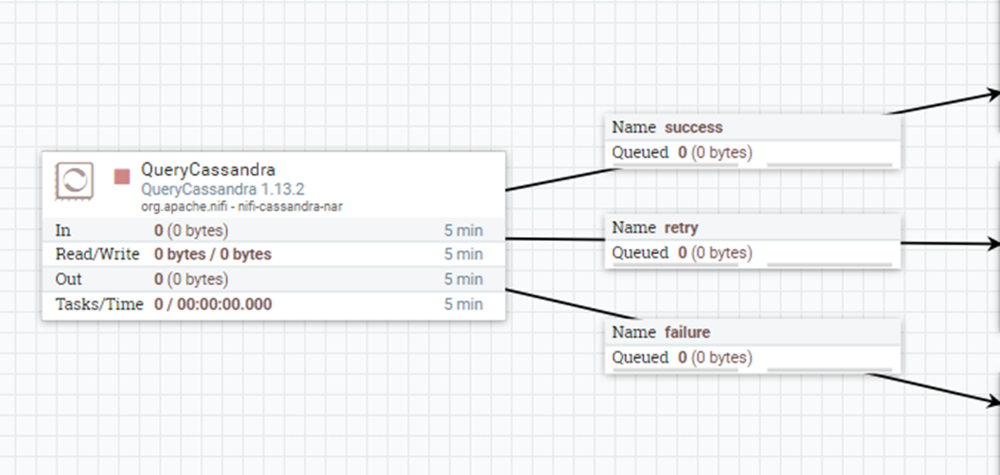 QueryCassandra
QueryCassandra 1.13.2
org.apache.nifi - nifi-cassandra-nar
In 0 (0 bytes) 5 min
Read/Write 0 bytes / 0 bytes 5 min
Out 0 (0 bytes) 5 min
Tasks/Time 0 / 00:00:00.000 5 min
Name success
Queued 0 (0 bytes)
Name retry
Queued 0 (0 bytes)
Name failure
Queued 0 (0 bytes)